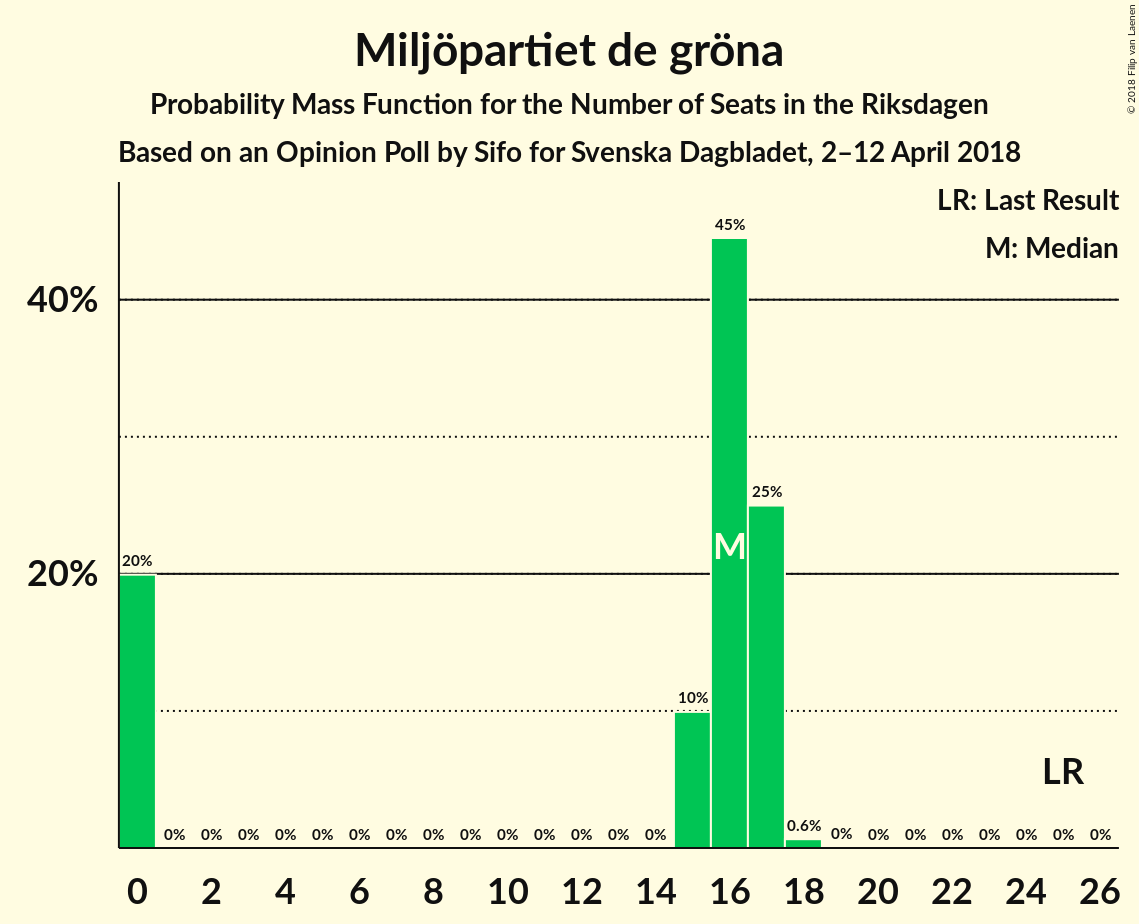 Miljöpartiet de gröna
Probability Mass Function for the Number of Seats in the Riksdagen
Based on an Opinion Poll by Sifo for Svenska Dagbladet, 2–12 April 2018
© 2018 Filip van Laenen
LR: Last Result
M: Median
45%
40%
25%
M
20%
20%
10%
LR
0% 0% 0% 0% 0% 0% 0% 0% 0% 0% 0% 0% 0% 0% 0.6% 0% 0% 0% 0% 0% 0% 0% 0%
0 2 4 6 8 10 12 14 16 18 20 22 24 26